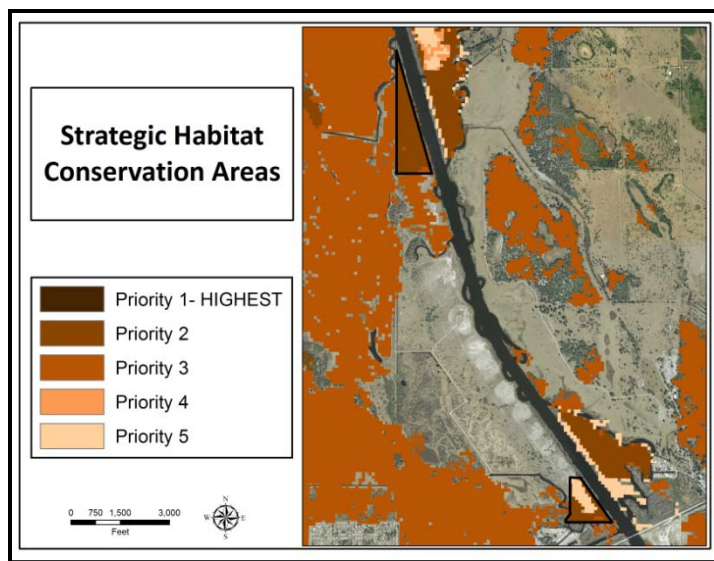 Strategic Habitat
Conservation Areas
Priority 1- HIGHEST
Priority 2
Priority 3
Priority 4
Priority 5
0 750 1,500 3,000
Feet
N
W E
S